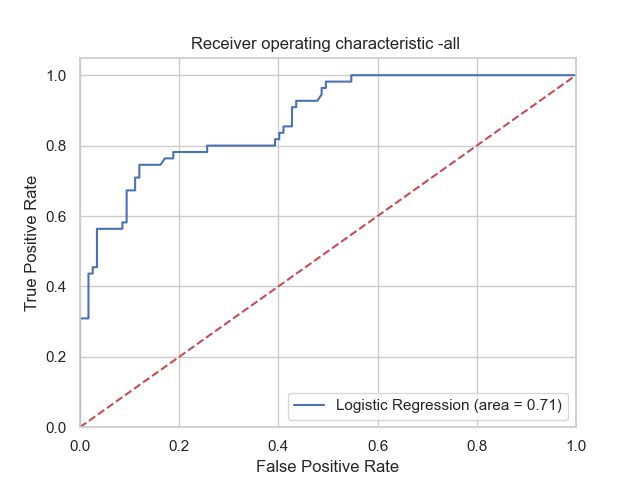 Receiver operating characteristic -all
1.0
0.8
0.6
0.4
0.2
0.0
True Positive Rate
Logistic Regression (area = 0.71)
0.0 0.2 0.4 0.6 0.8 1.0
False Positive Rate